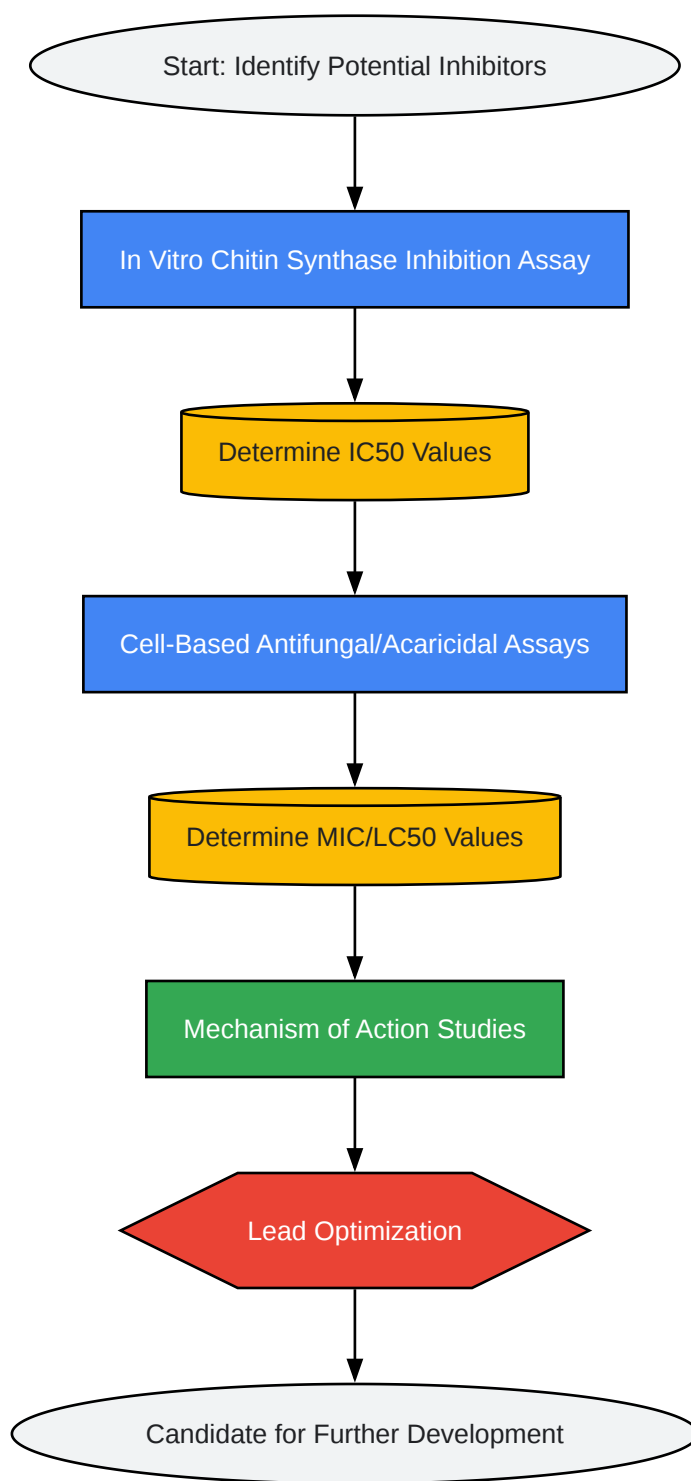 Start: Identify Potential Inhibitors
In Vitro Chitin Synthase Inhibition Assay
Determine IC50 Values
Cell-Based Antifungal/Acaricidal Assays
Determine MIC/LC50 Values
Mechanism of Action Studies
Lead Optimization
Candidate for Further Development